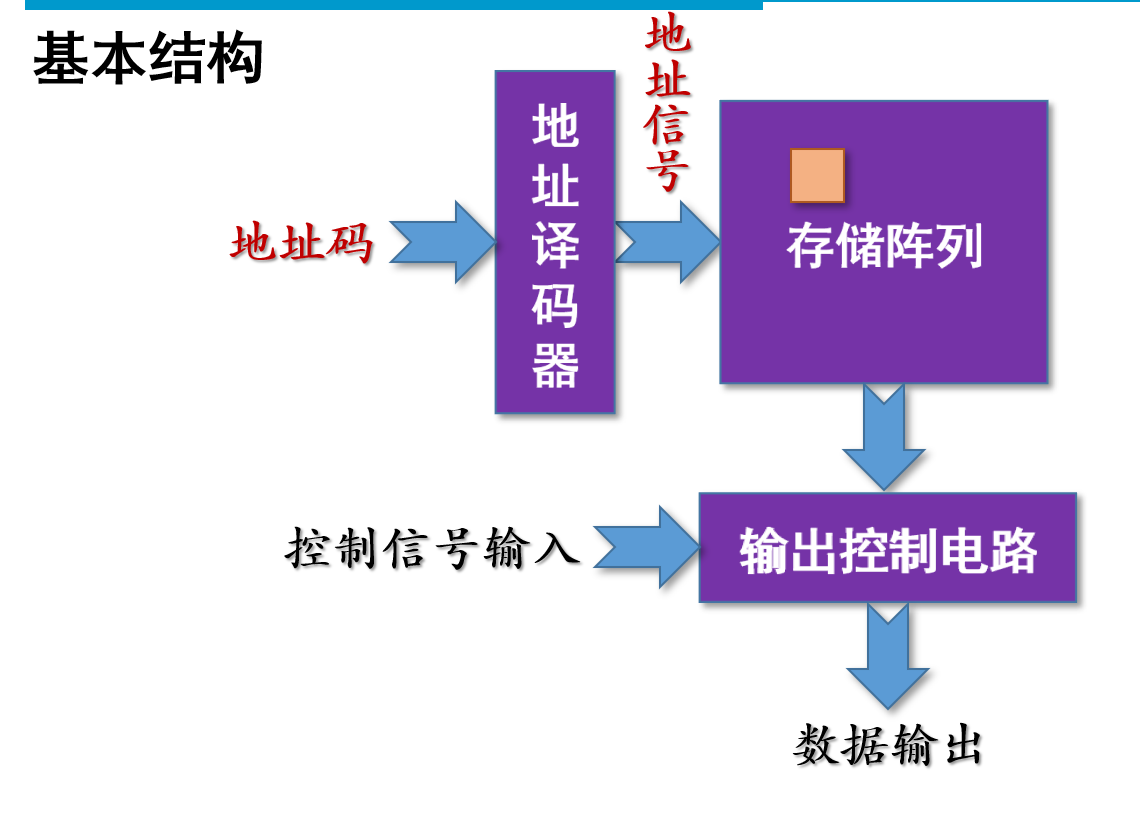 基本结构
地址信号
地址译码器
地址码
存储阵列
控制信号输入
输出控制电路
数据输出